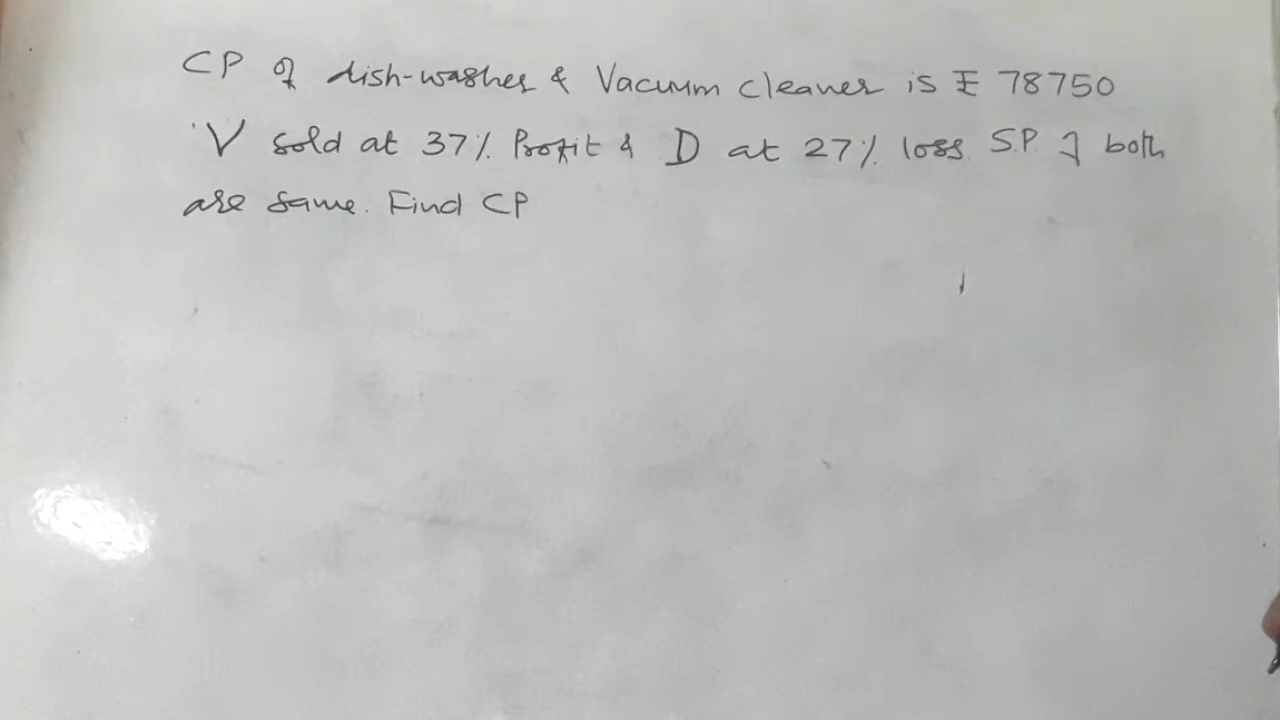 CP of dish-washer & Vacuum cleaner is ₹ 78750
V sold at 37% Profit & D at 27% loss. S.P. of both
are same. Find CP